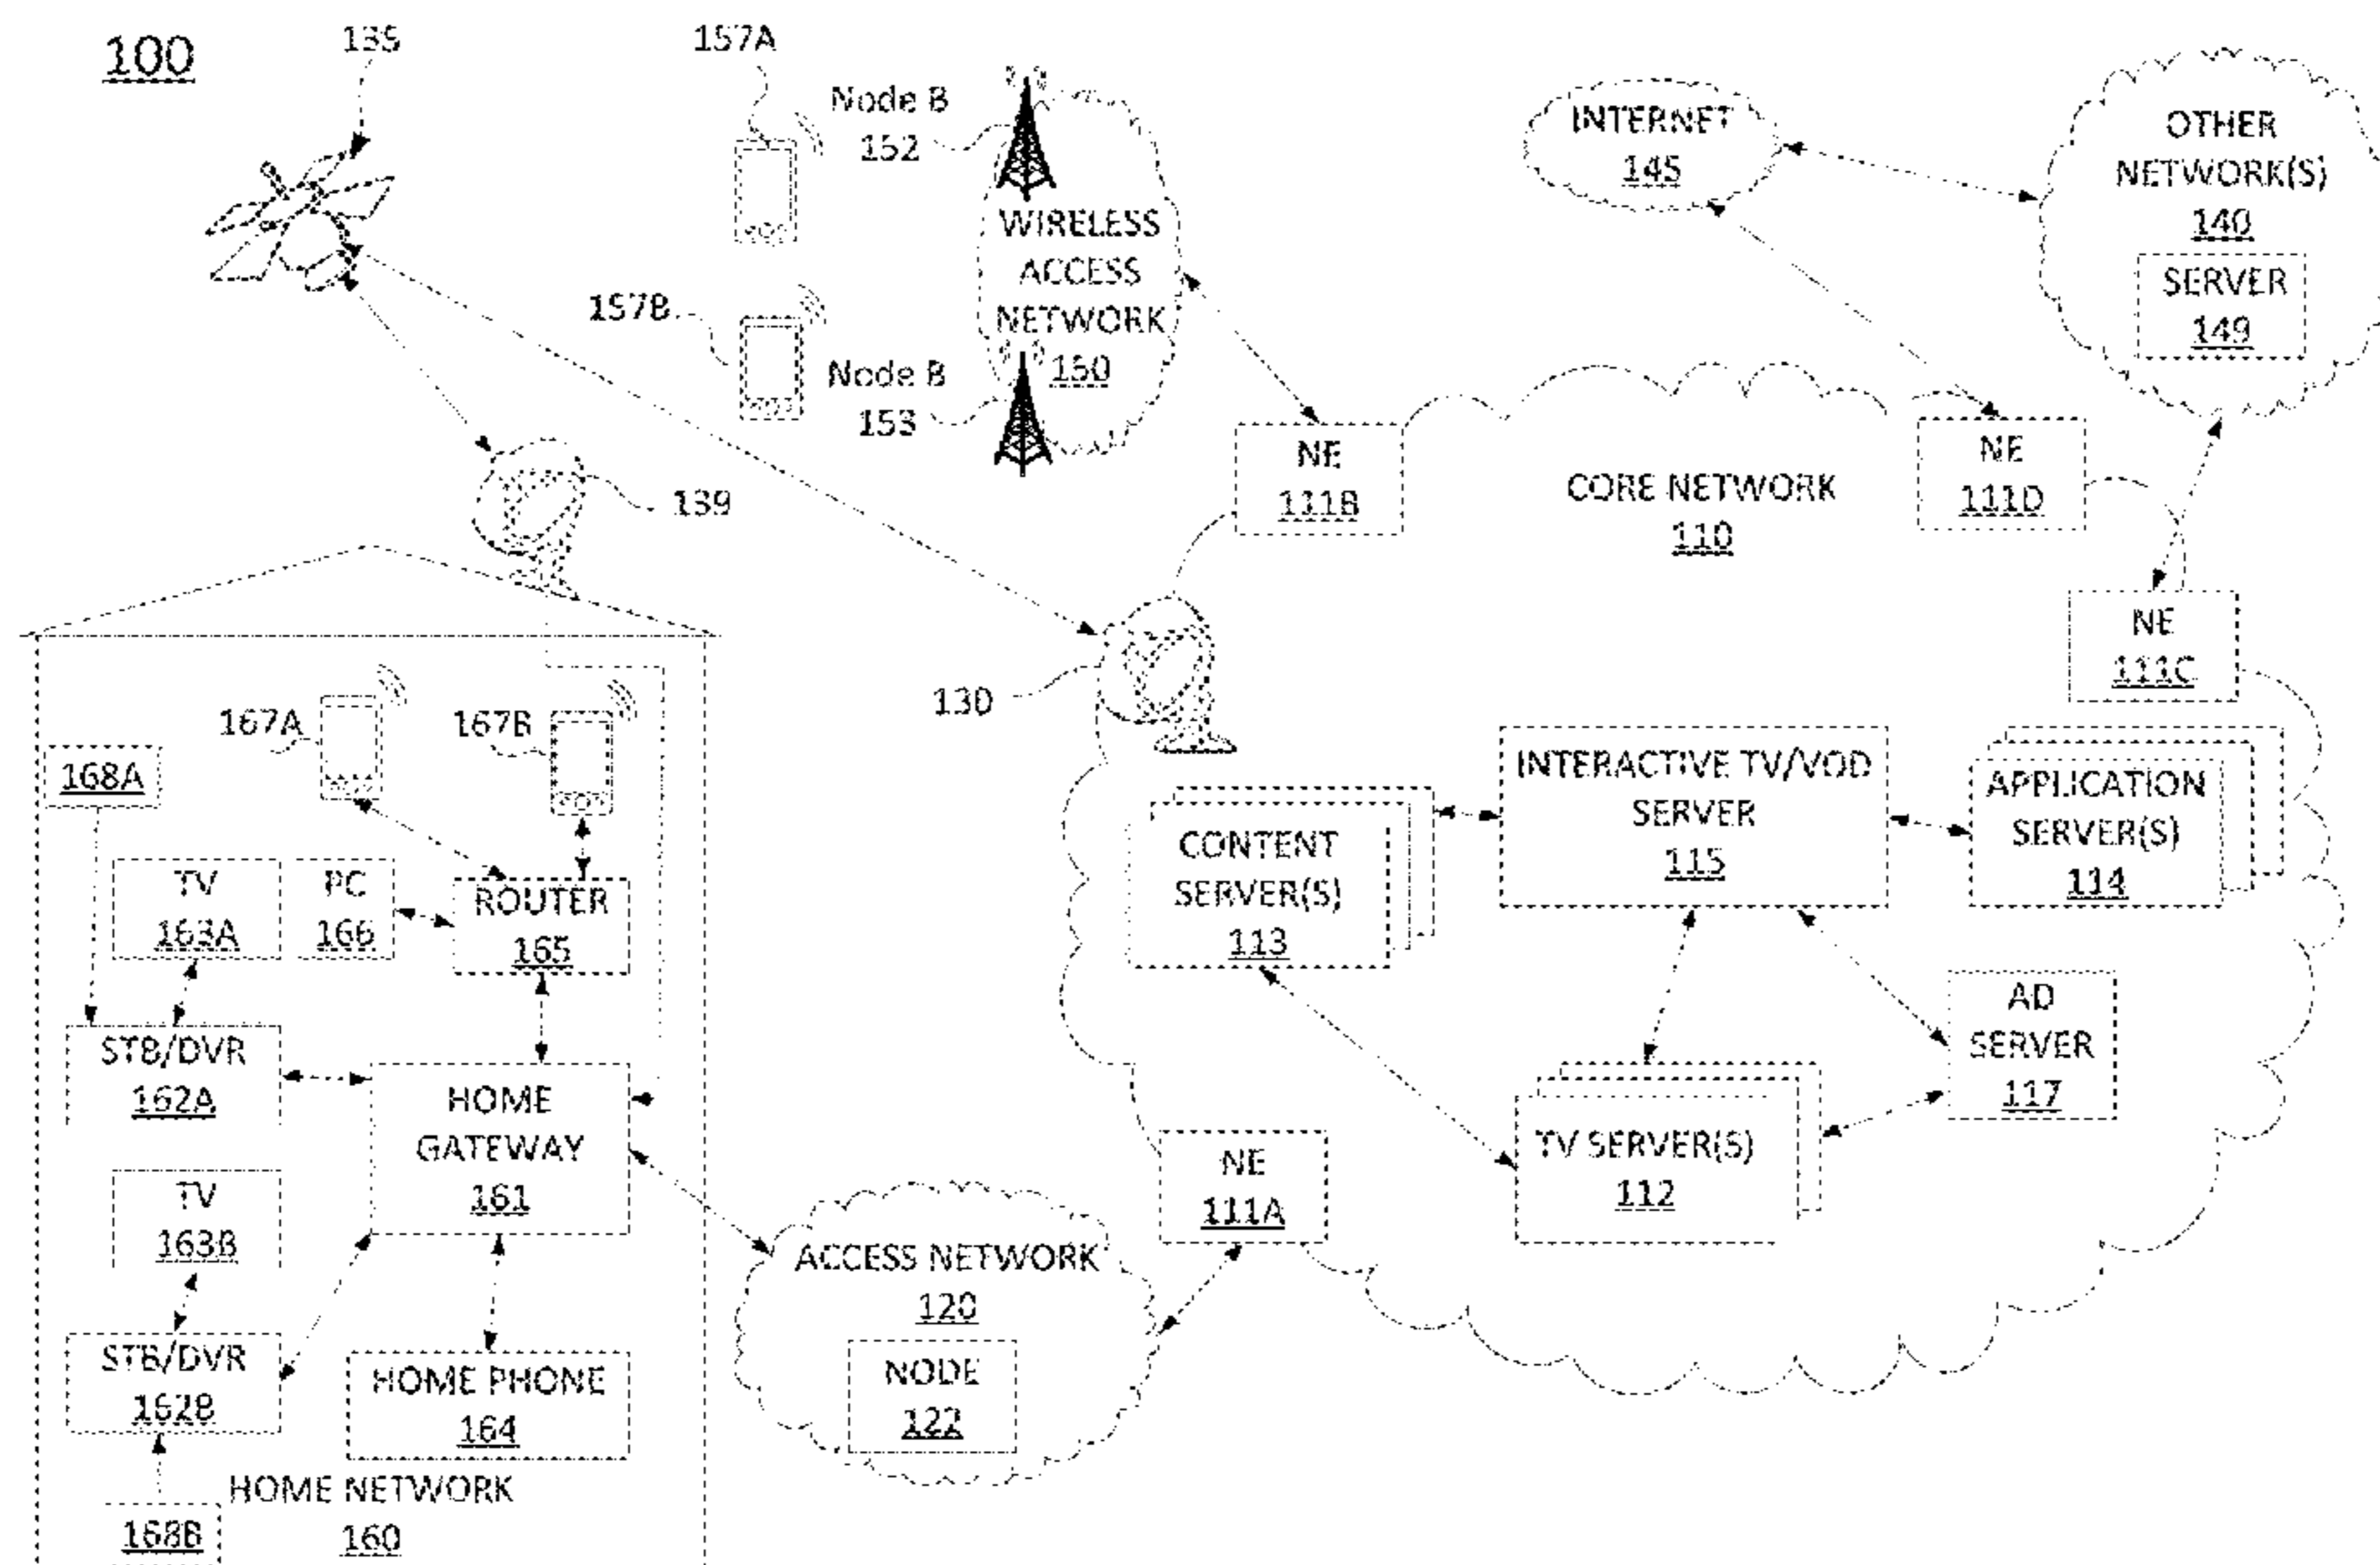 100
135
157A
Node B
152
WIRELESS
ACCESS
NETWORK
150
157B
Node B
153
INTERNET
145
OTHER
NETWORK(S)
140
SERVER
149
139
NE
111B
CORE NETWORK
110
NE
111D
NE
111C
130
167A
167B
168A
TV
163A
PC
166
ROUTER
165
STB/DVR
162A
HOME
GATEWAY
161
TV
163B
STB/DVR
162B
HOME PHONE
164
HOME NETWORK
160
168B
ACCESS NETWORK
120
NODE
122
NE
111A
CONTENT
SERVER(S)
113
INTERACTIVE TV/VOD
SERVER
115
APPLICATION
SERVER(S)
114
AD
SERVER
117
TV SERVER(S)
112